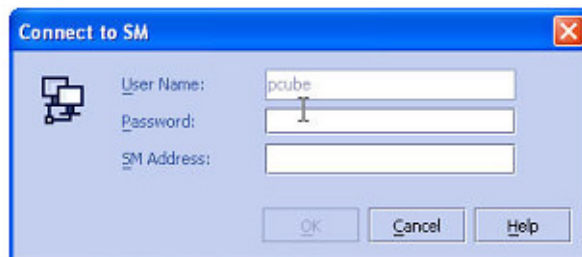 Connect to SM
User Name: pcube
Password:
SM Address:
OK Cancel Help